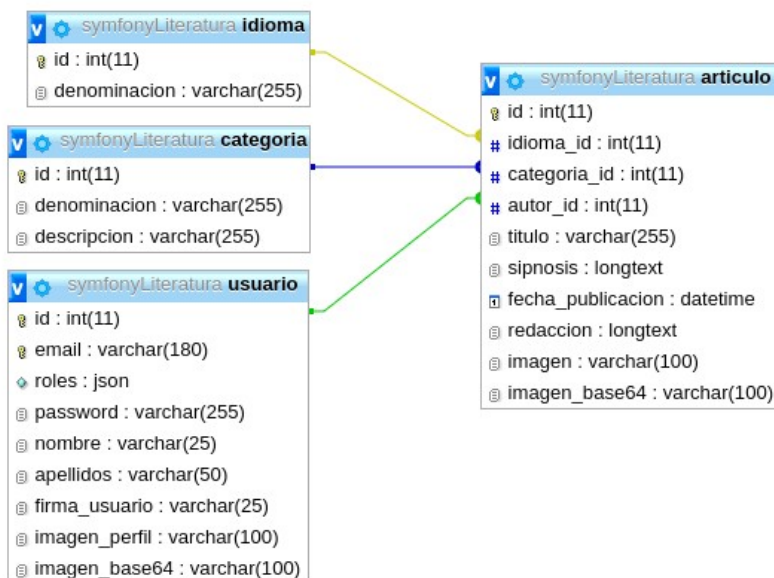 symfonyLiteratura idioma
id : int(11)
denominacion : varchar(255)
symfonyLiteratura categoria
id : int(11)
denominacion : varchar(255)
descripcion : varchar(255)
symfonyLiteratura usuario
id : int(11)
email : varchar(180)
roles : json
password : varchar(255)
nombre : varchar(25)
apellidos : varchar(50)
firma_usuario : varchar(25)
imagen_perfil : varchar(100)
imagen_base64 : varchar(100)
symfonyLiteratura articulo
id : int(11)
# idioma_id : int(11)
# categoria_id : int(11)
# autor_id : int(11)
titulo : varchar(255)
sipnosis : longtext
fecha_publicacion : datetime
redaccion : longtext
imagen : varchar(100)
imagen_base64 : varchar(100)